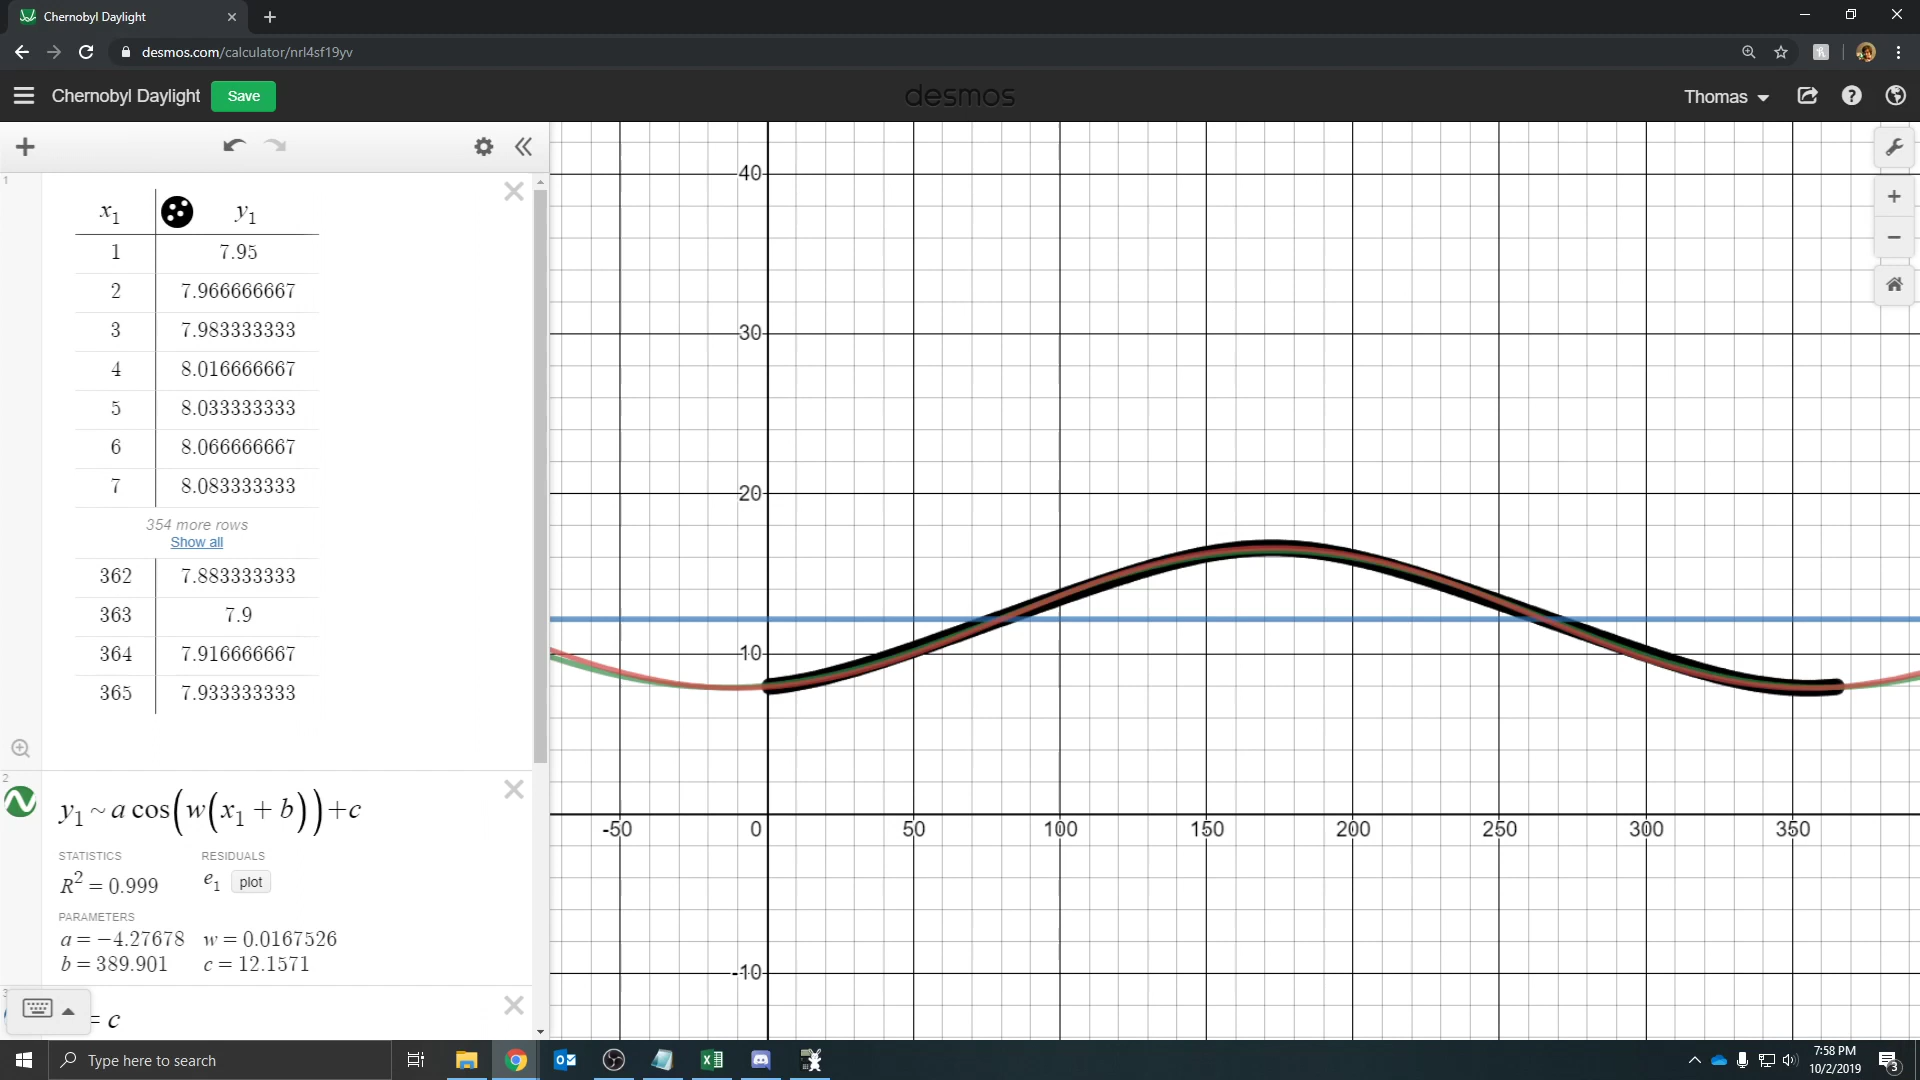 Chernobyl Daylight
desmos.com/calculator/nrl4sf19yv
Chernobyl Daylight Save desmos Thomas
1
x₁ y₁
1 7.95
2 7.966666667
3 7.983333333
4 8.016666667
5 8.033333333
6 8.066666667
7 8.083333333
354 more rows
Show all
362 7.883333333
363 7.9
364 7.916666667
365 7.933333333
2
y₁ ~ a cos(w(x₁ + b))+c
STATISTICS RESIDUALS
R² = 0.999 e₁ plot
PARAMETERS
a = −4.27678 w = 0.0167526
b = 389.901 c = 12.1571
3
= c
40
30
20
10
-50 0 50 100 150 200 250 300 350
-10
Type here to search
7:58 PM
10/2/2019
3